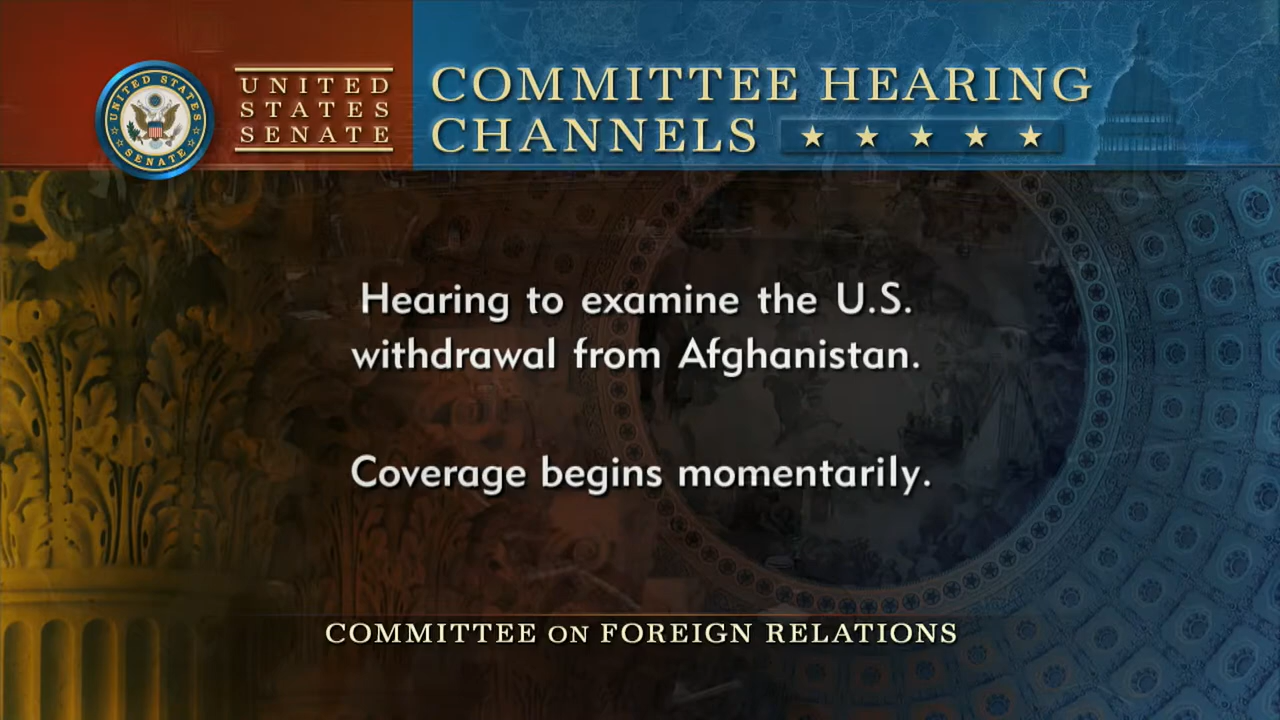 UNITED STATES
SENATE
UNITED
STATES
SENATE
COMMITTEE HEARING
CHANNELS
Hearing to examine the U.S.
withdrawal from Afghanistan.
Coverage begins momentarily.
COMMITTEE ON FOREIGN RELATIONS